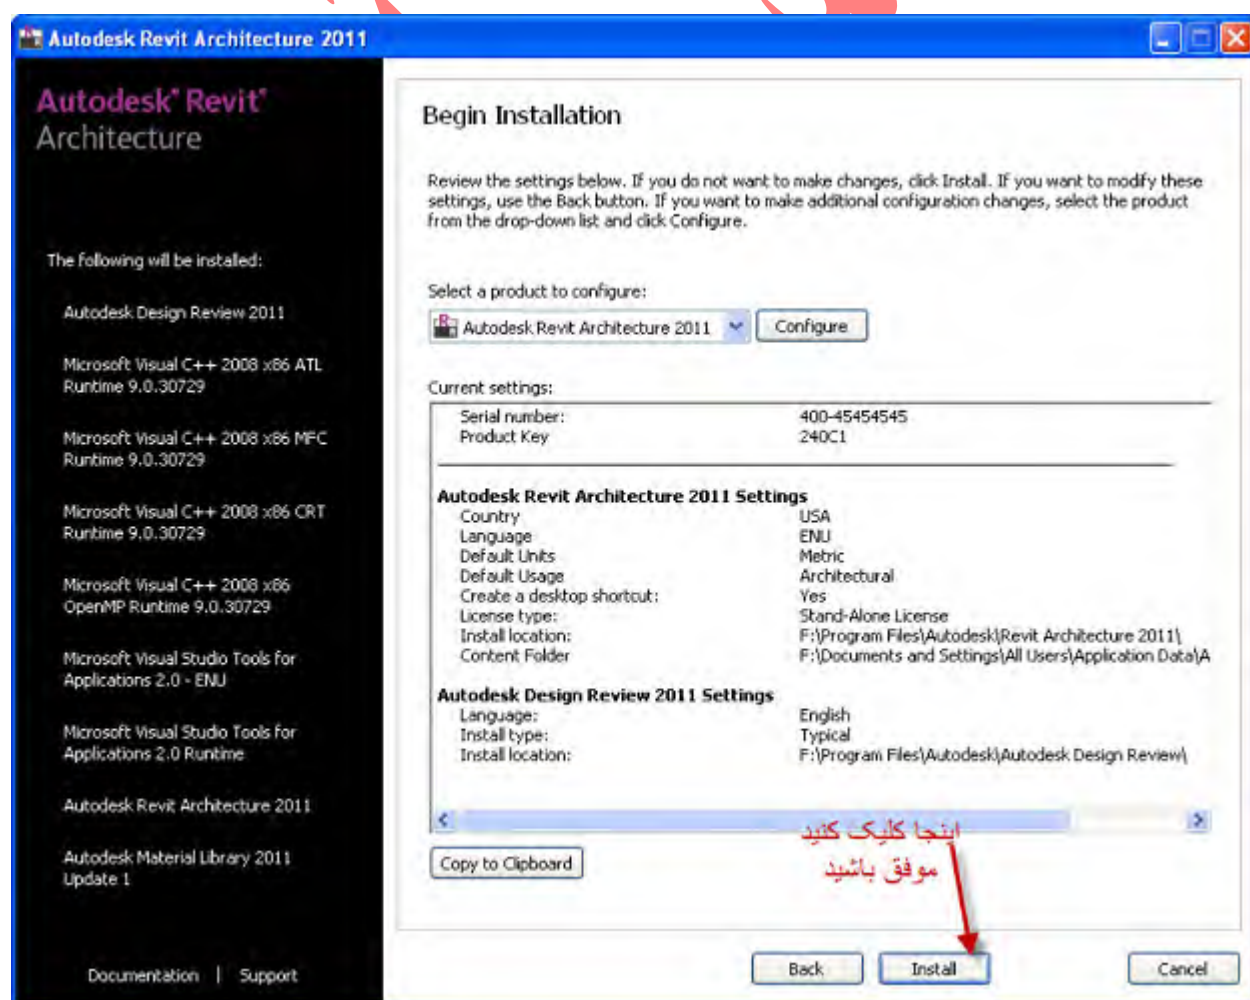 Autodesk Revit Architecture 2011
Autodesk® Revit®
Architecture
The following will be installed:
Autodesk Design Review 2011
Microsoft Visual C++ 2008 x86 ATL
Runtime 9.0.30729
Microsoft Visual C++ 2008 x86 MFC
Runtime 9.0.30729
Microsoft Visual C++ 2008 x86 CRT
Runtime 9.0.30729
Microsoft Visual C++ 2008 x86
OpenMP Runtime 9.0.30729
Microsoft Visual Studio Tools for
Applications 2.0 - ENU
Microsoft Visual Studio Tools for
Applications 2.0 Runtime
Autodesk Revit Architecture 2011
Autodesk Material Library 2011
Update 1
Documentation | Support
Begin Installation
Review the settings below. If you do not want to make changes, click Install. If you want to modify these
settings, use the Back button. If you want to make additional configuration changes, select the product
from the drop-down list and click Configure.
Select a product to configure:
Autodesk Revit Architecture 2011 Configure
Current settings:
Serial number: 400-45454545
Product Key 240C1
Autodesk Revit Architecture 2011 Settings
Country USA
Language ENU
Default Units Metric
Default Usage Architectural
Create a desktop shortcut: Yes
License type: Stand-Alone License
Install location: F:\Program Files\Autodesk\Revit Architecture 2011\
Content Folder F:\Documents and Settings\All Users\Application Data\A
Autodesk Design Review 2011 Settings
Language: English
Install type: Typical
Install location: F:\Program Files\Autodesk\Autodesk Design Review\
اینجا کلیک کنید
موفق باشید
Copy to Clipboard
Back Install Cancel